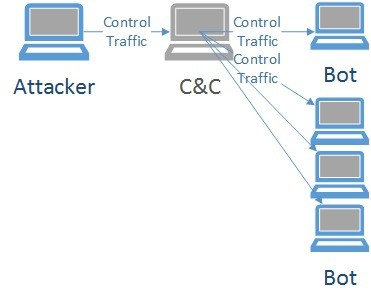 Control
Traffic
Control
Traffic
Control
Traffic
Attacker
C&C
Bot
Bot